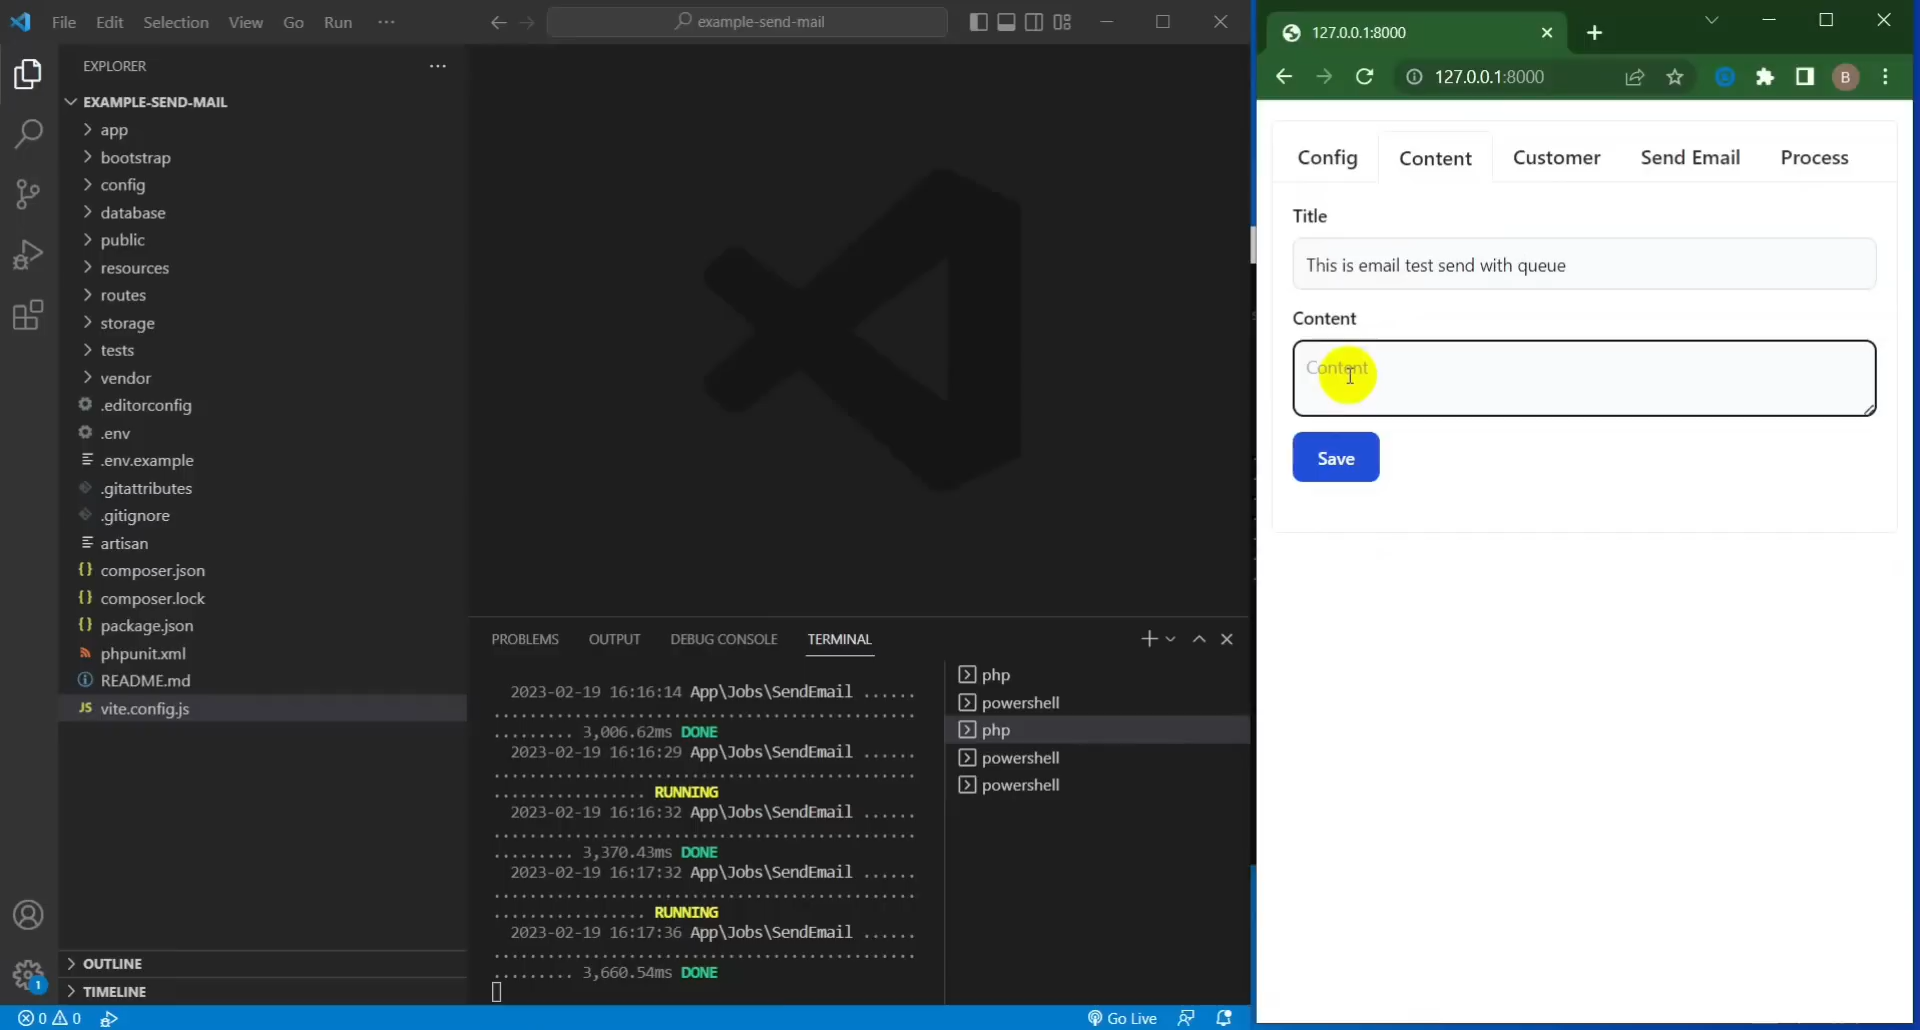 File Edit Selection View Go Run ...
example-send-mail
EXPLORER
EXAMPLE-SEND-MAIL
app
bootstrap
config
database
public
resources
routes
storage
tests
vendor
.editorconfig
.env
.env.example
.gitattributes
.gitignore
artisan
composer.json
composer.lock
package.json
phpunit.xml
README.md
JS vite.config.js
OUTLINE
TIMELINE
1
PROBLEMS OUTPUT DEBUG CONSOLE TERMINAL
2023-02-19 16:16:14 App\Jobs\SendEmail ......
..........................................
......... 3,006.62ms DONE
2023-02-19 16:16:29 App\Jobs\SendEmail ......
..........................................
................. RUNNING
2023-02-19 16:16:32 App\Jobs\SendEmail ......
..........................................
......... 3,370.43ms DONE
2023-02-19 16:17:32 App\Jobs\SendEmail ......
..........................................
................. RUNNING
2023-02-19 16:17:36 App\Jobs\SendEmail ......
..........................................
......... 3,660.54ms DONE
php
powershell
php
powershell
powershell
0 0
Go Live
127.0.0.1:8000
127.0.0.1:8000
B
Config Content Customer Send Email Process
Title
This is email test send with queue
Content
Content
Save